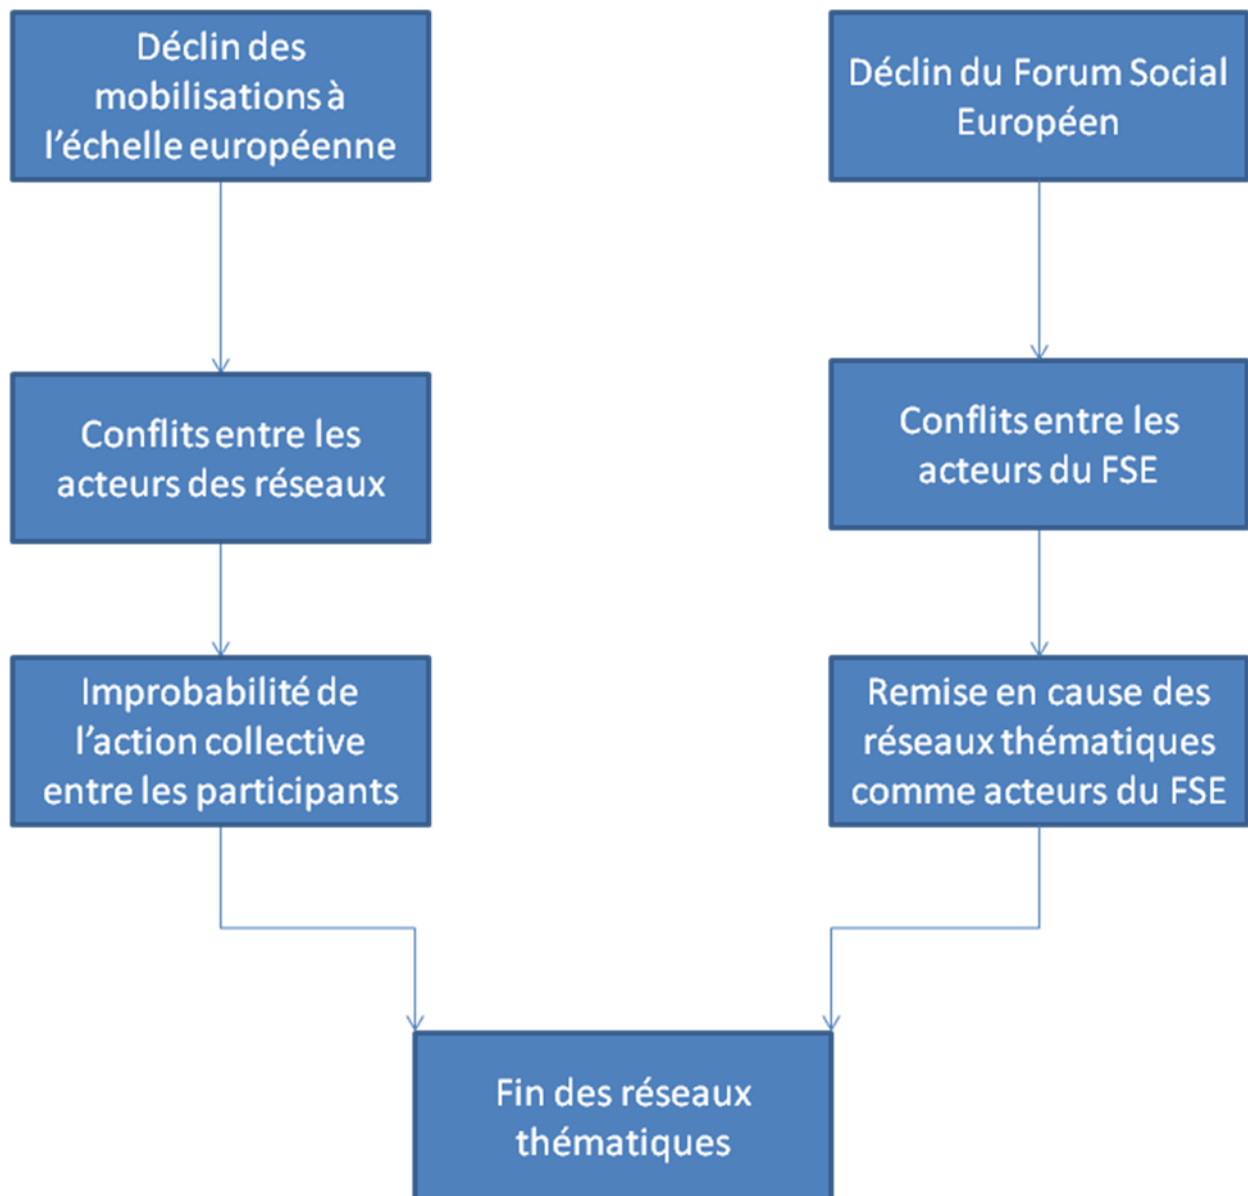 Déclin des
mobilisations à
l’échelle européenne
Déclin du Forum Social
Européen
Conflits entre les
acteurs des réseaux
Conflits entre les
acteurs du FSE
Improbabilité de
l’action collective
entre les participants
Remise en cause des
réseaux thématiques
comme acteurs du FSE
Fin des réseaux
thématiques